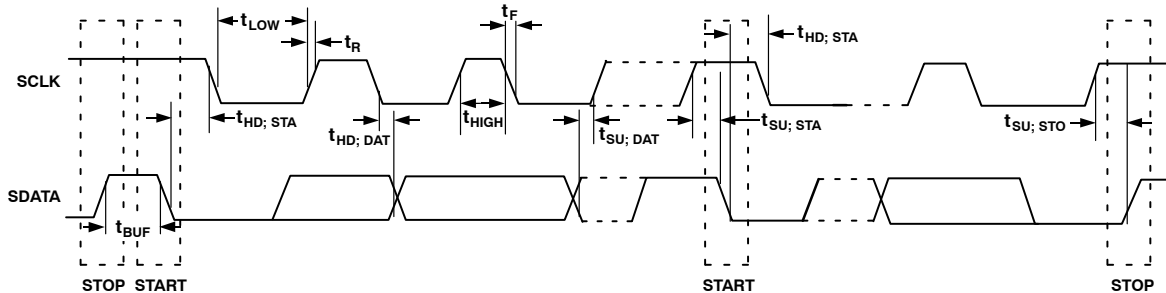 tLOW
tR
tF
tHD; STA
SCLK
tHD; STA
tHD; DAT
tHIGH
tSU; DAT
tSU; STA
tSU; STO
SDATA
tBUF
STOP START START STOP